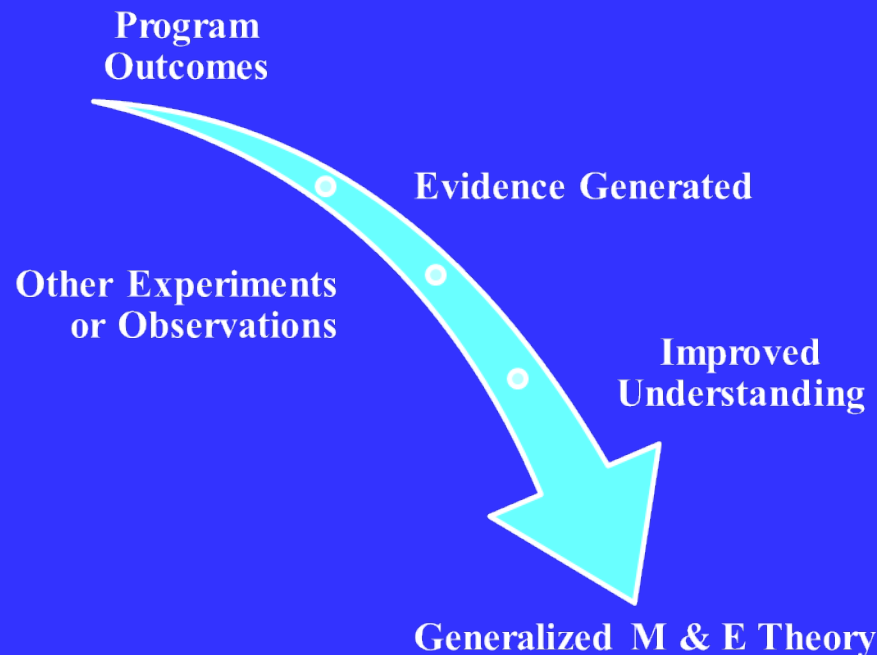 Program
Outcomes
Evidence Generated
Other Experiments
or Observations
Improved
Understanding
Generalized M & E Theory